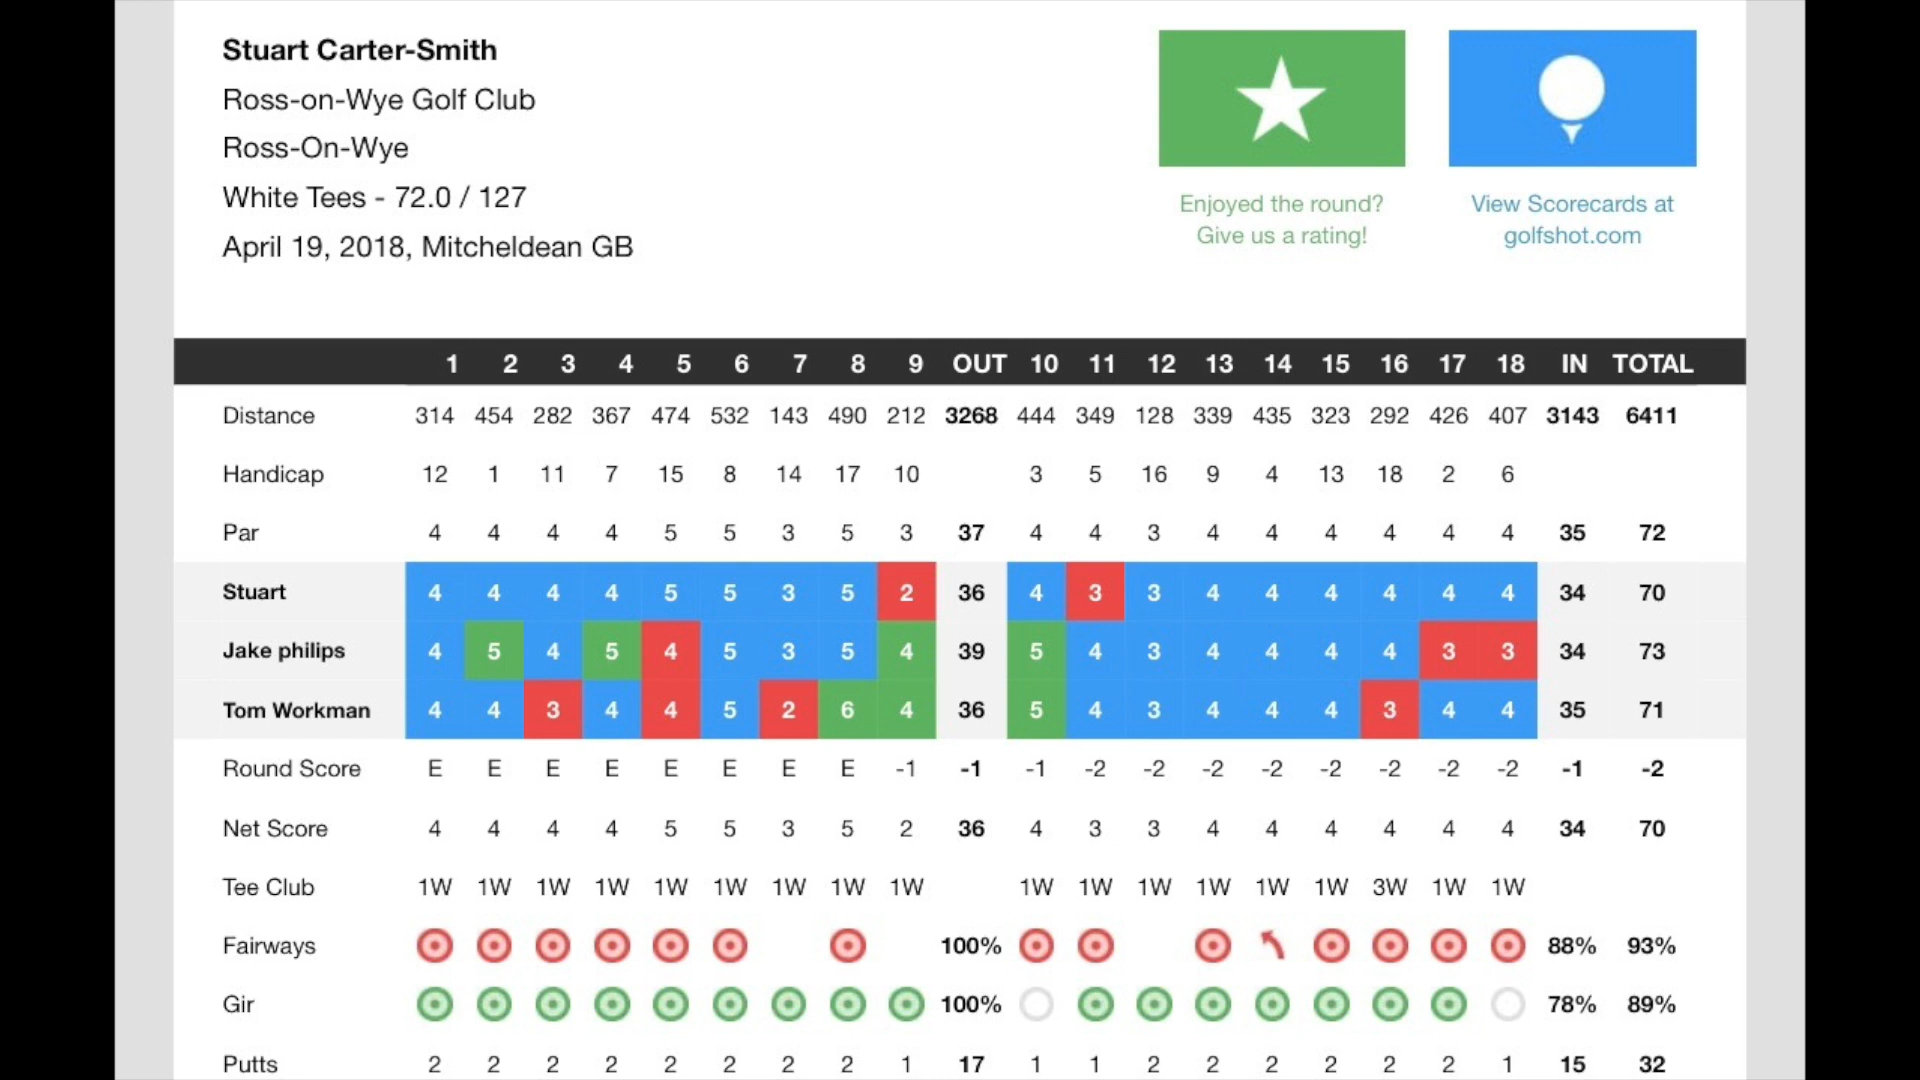 Stuart Carter-Smith
Ross-on-Wye Golf Club
Ross-On-Wye
White Tees - 72.0 / 127
April 19, 2018, Mitcheldean GB
Enjoyed the round?
Give us a rating!
View Scorecards at
golfshot.com
1 2 3 4 5 6 7 8 9 OUT 10 11 12 13 14 15 16 17 18 IN TOTAL
Distance 314 454 282 367 474 532 143 490 212 3268 444 349 128 339 435 323 292 426 407 3143 6411
Handicap 12 1 11 7 15 8 14 17 10 3 5 16 9 4 13 18 2 6
Par 4 4 4 4 5 5 3 5 3 37 4 4 3 4 4 4 4 4 4 35 72
Stuart 4 4 4 4 5 5 3 5 2 36 4 3 3 4 4 4 4 4 4 34 70
Jake philips 4 5 4 5 4 5 3 5 4 39 5 4 3 4 4 4 4 3 3 34 73
Tom Workman 4 4 3 4 4 5 2 6 4 36 5 4 3 4 4 4 3 4 4 35 71
Round Score E E E E E E E E -1 -1 -1 -2 -2 -2 -2 -2 -2 -2 -2 -1 -2
Net Score 4 4 4 4 5 5 3 5 2 36 4 3 3 4 4 4 4 4 4 34 70
Tee Club 1W 1W 1W 1W 1W 1W 1W 1W 1W 1W 1W 1W 1W 1W 1W 3W 1W 1W
Fairways 100% 88% 93%
Gir 100% 78% 89%
Putts 2 2 2 2 2 2 2 2 1 17 1 1 2 2 2 2 2 2 1 15 32